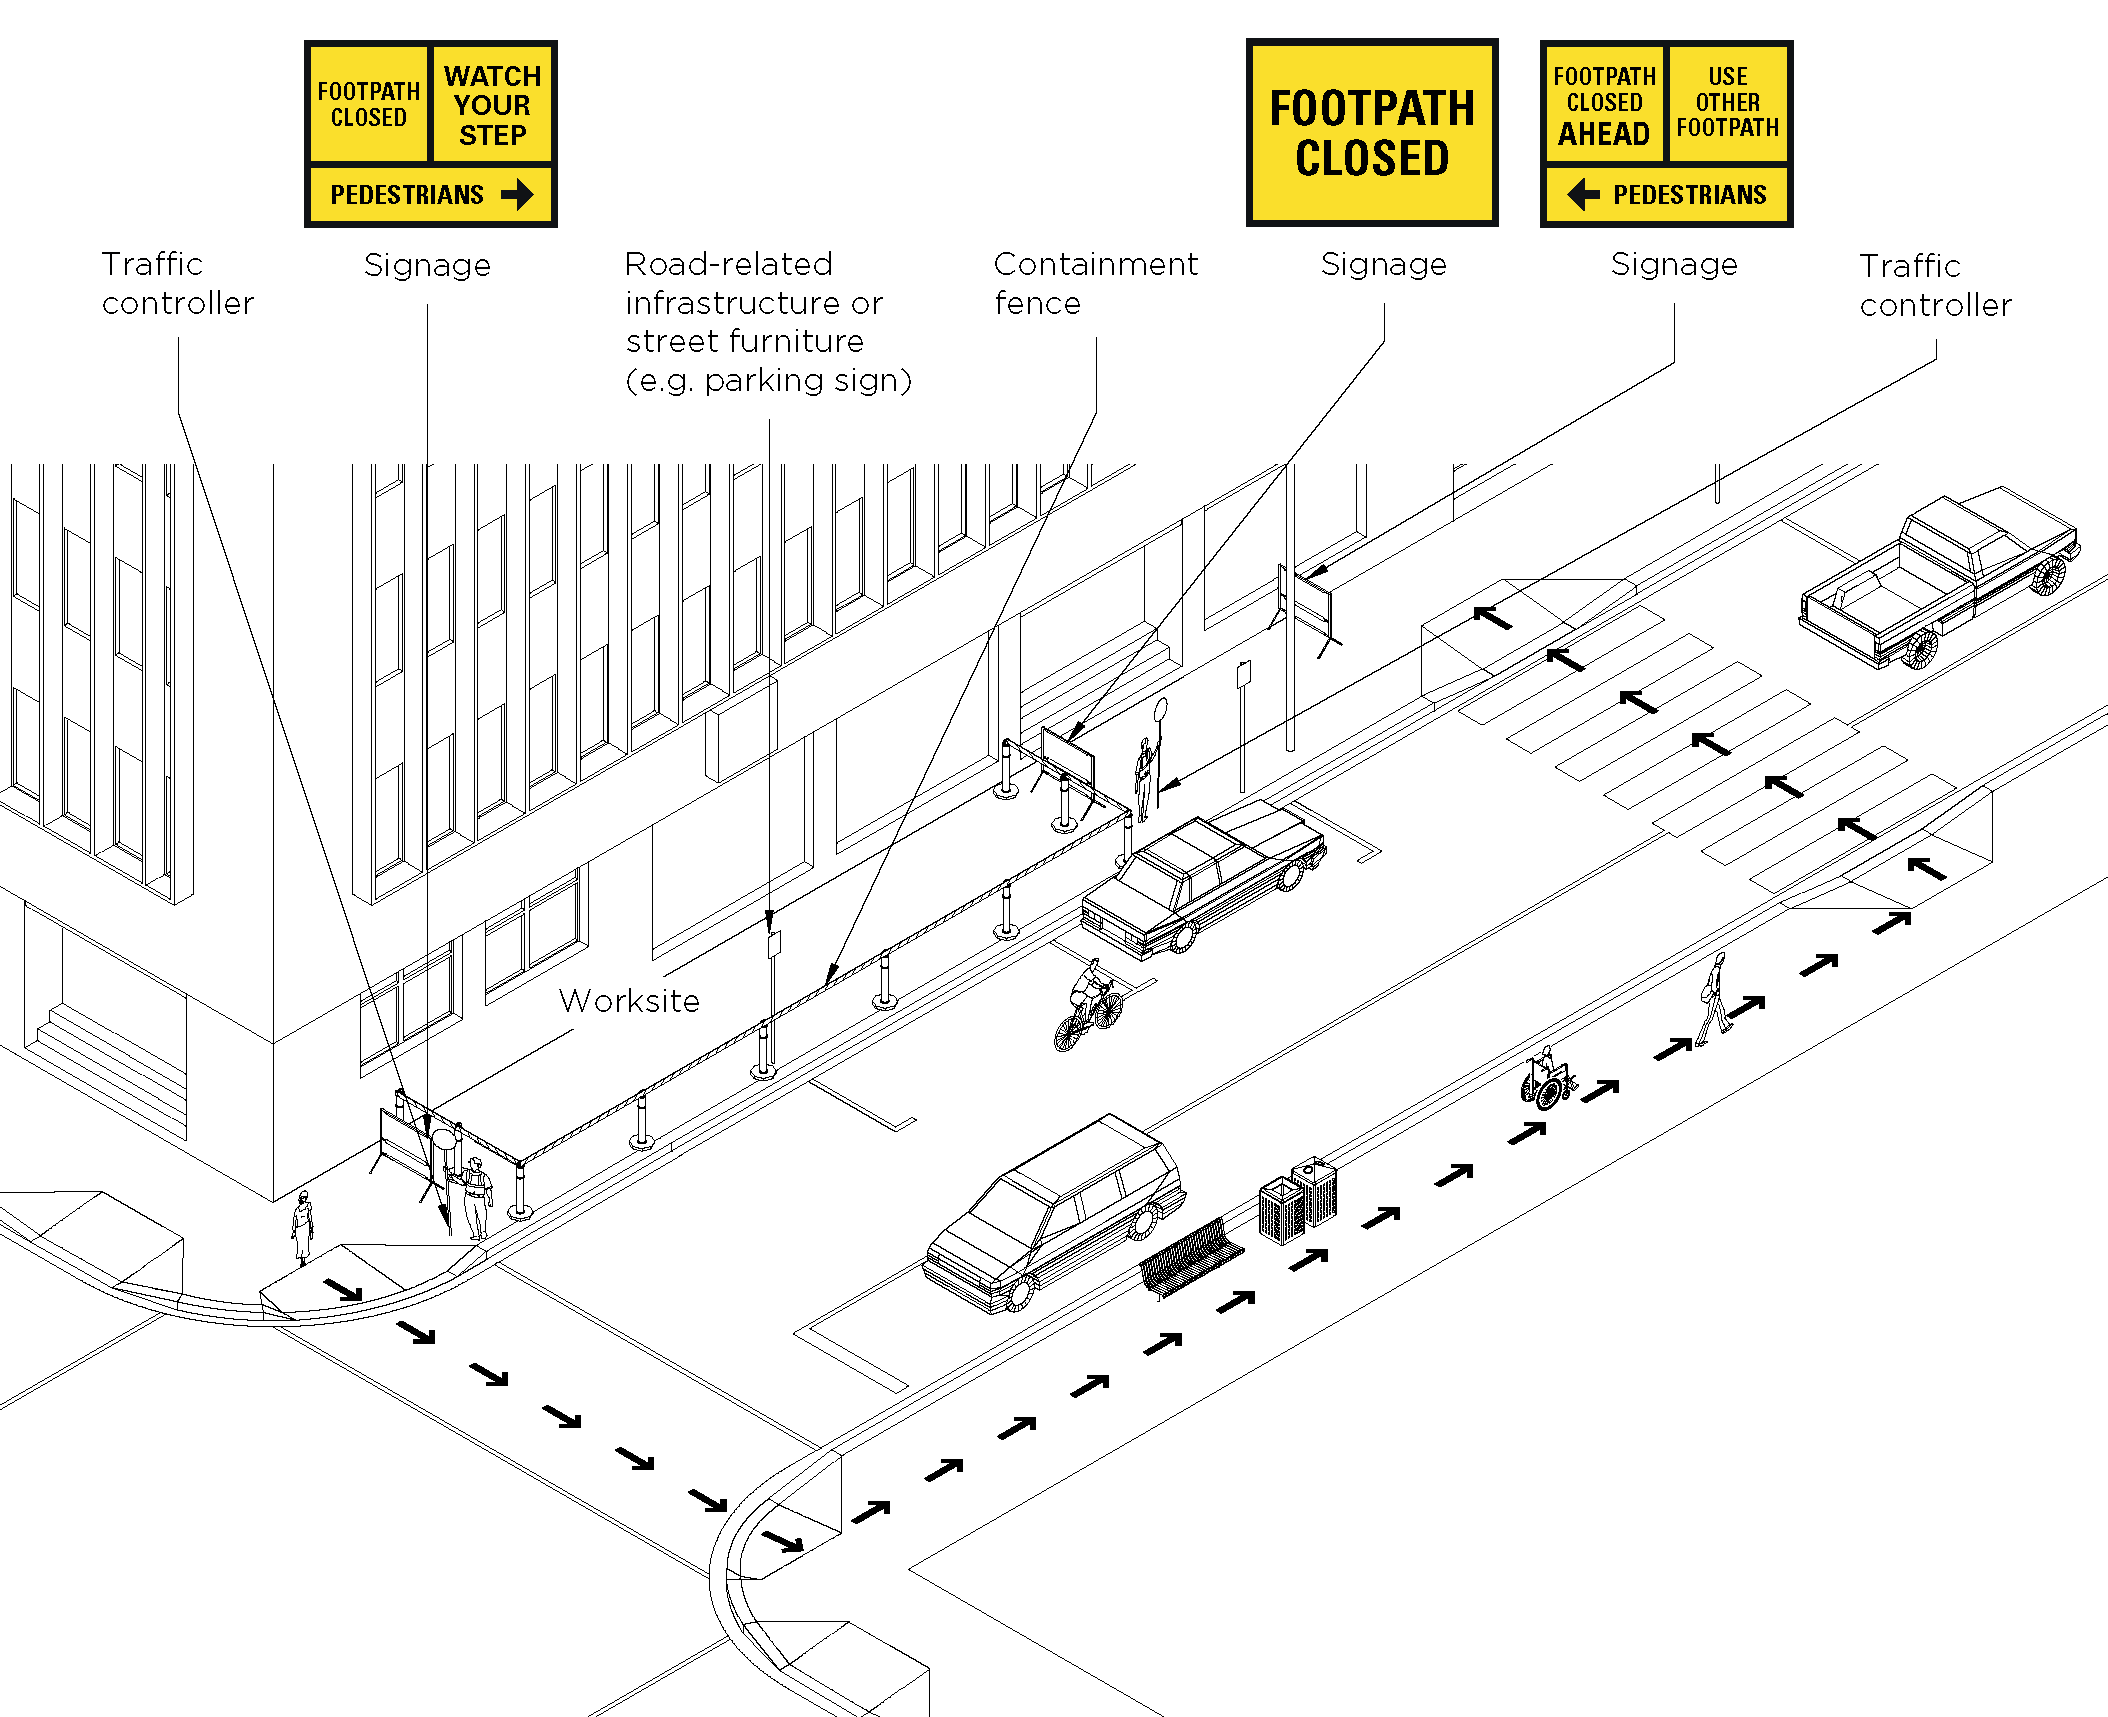 FOOTPATH
CLOSED
WATCH
YOUR
STEP
PEDESTRIANS
FOOTPATH
CLOSED
FOOTPATH
CLOSED
AHEAD
USE
OTHER
FOOTPATH
PEDESTRIANS
Traffic
controller
Signage
Road-related
infrastructure or
street furniture
(e.g. parking sign)
Containment
fence
Signage
Signage
Traffic
controller
Worksite